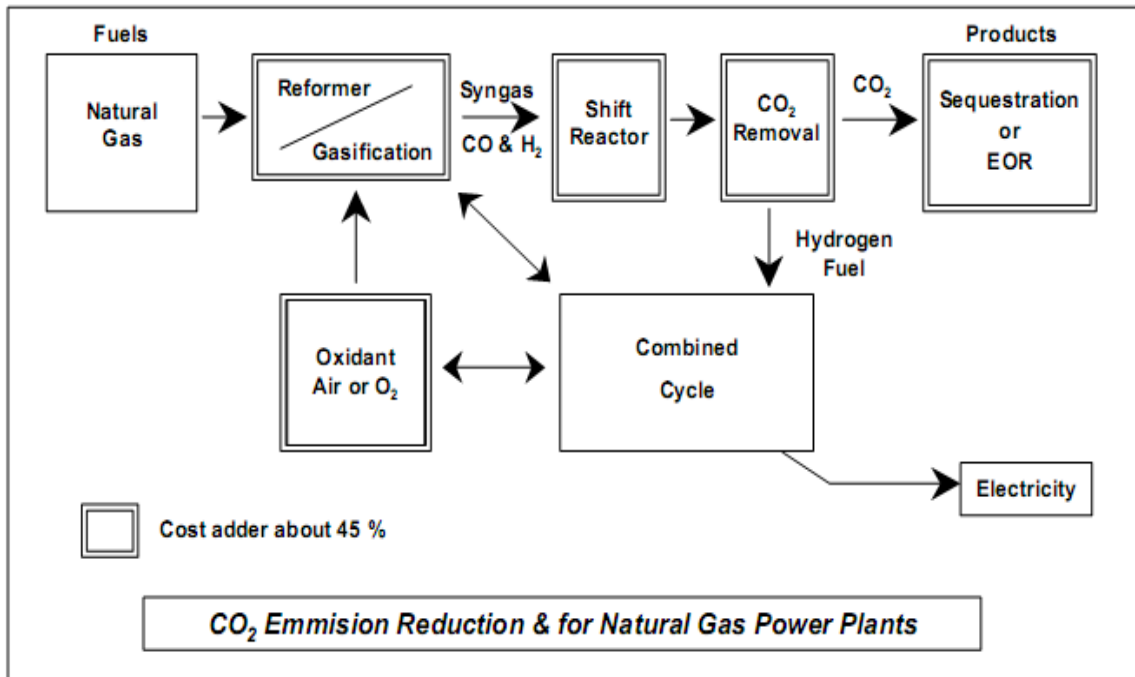 Fuels
Products
Natural
Gas
Reformer
Gasification
Syngas
CO & H₂
Shift
Reactor
CO₂
Removal
CO₂
Sequestration
or
EOR
Hydrogen
Fuel
Oxidant
Air or O₂
Combined
Cycle
Electricity
Cost adder about 45 %
CO₂ Emmision Reduction & for Natural Gas Power Plants